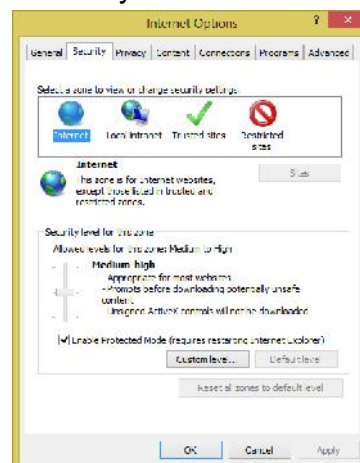 Internet Options
? x
General Security Privacy Content Connections Programs Advanced
Select a zone to view or change security settings.
Internet Local intranet Trusted sites Restricted sites
Internet
Sites
This zone is for Internet websites,
except those listed in trusted and
restricted zones.
Security level for this zone
Allowed levels for this zone: Medium to High
Medium-high
- Appropriate for most websites
- Prompts before downloading potentially unsafe
content
- Unsigned ActiveX controls will not be downloaded
Enable Protected Mode (requires restarting Internet Explorer)
Custom level... Default level
Reset all zones to default level
OK Cancel Apply